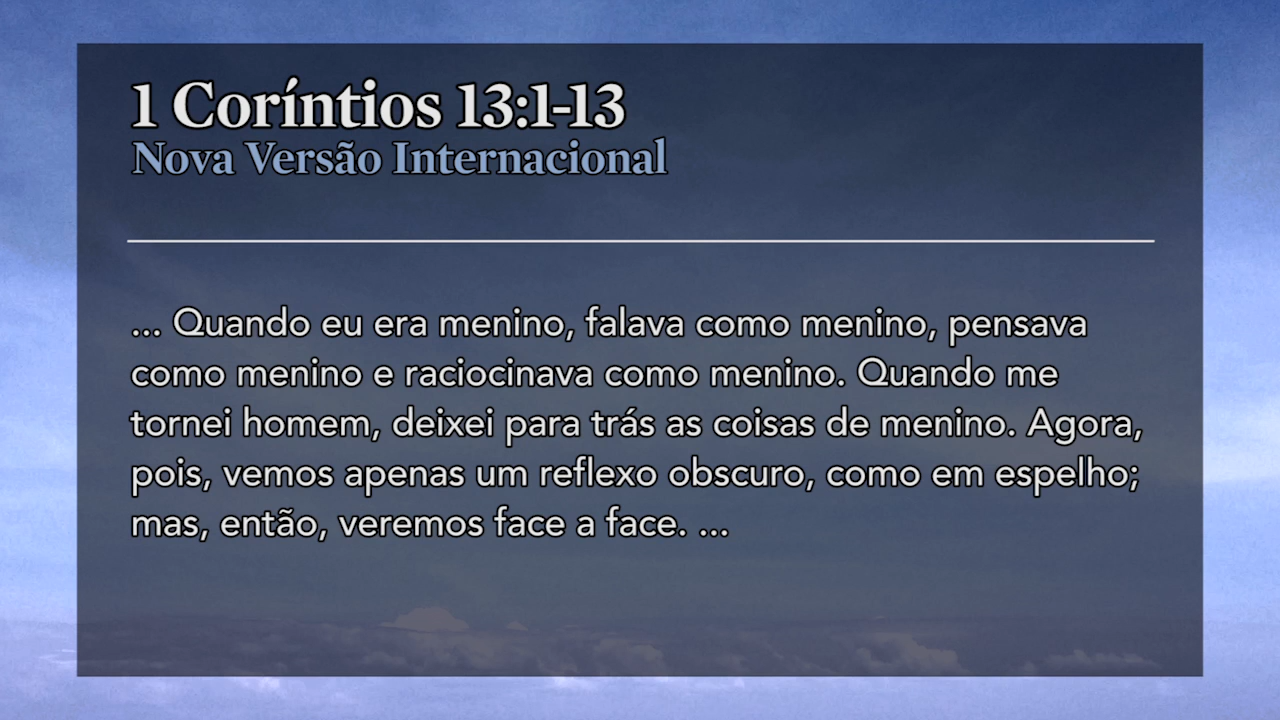 1 Coríntios 13:1-13
Nova Versão Internacional
... Quando eu era menino, falava como menino, pensava
como menino e raciocinava como menino. Quando me
tornei homem, deixei para trás as coisas de menino. Agora,
pois, vemos apenas um reflexo obscuro, como em espelho;
mas, então, veremos face a face. ...